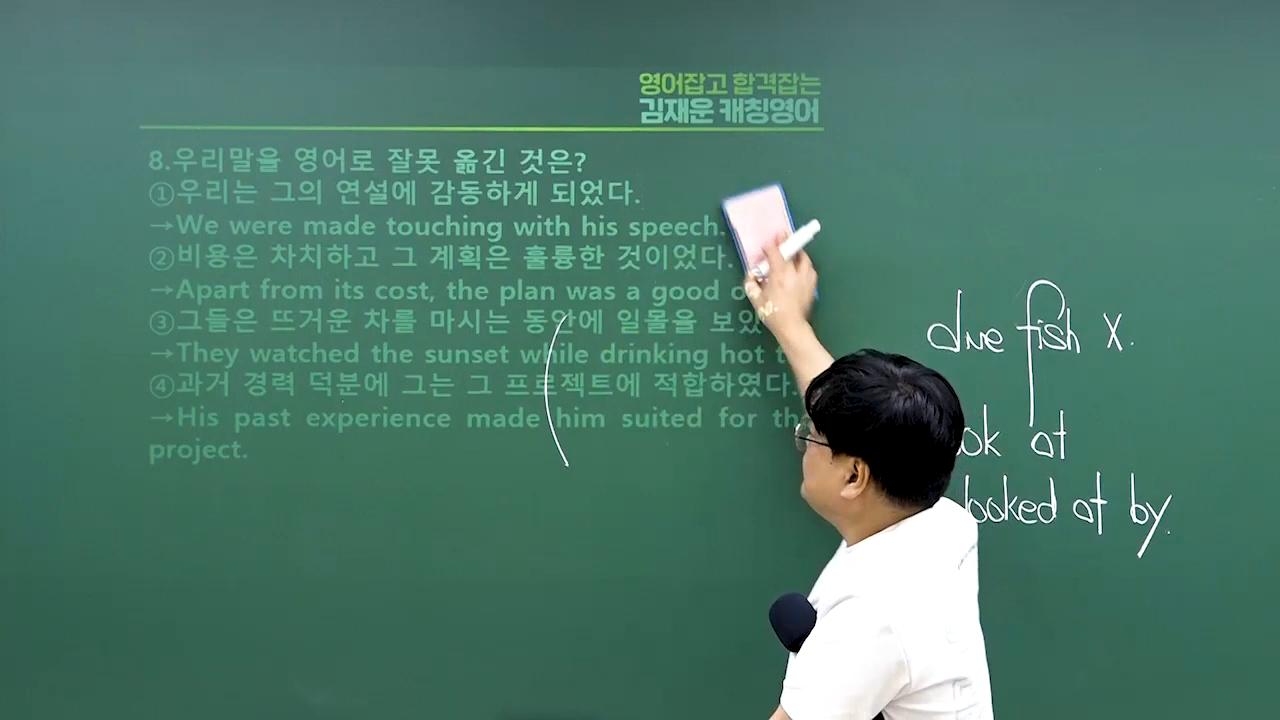 영어잡고 합격잡는
김재운 캐칭영어
8.우리말을 영어로 잘못 옮긴 것은?
①우리는 그의 연설에 감동하게 되었다.
→We were made touching with his speech.
②비용은 차치하고 그 계획은 훌륭한 것이었다.
→Apart from its cost, the plan was a good
③그들은 뜨거운 차를 마시는 동안에 일몰을
→They watched the sunset while drinking hot
④과거 경력 덕분에 그는 그 프로젝트에 적합하였다.
→His past experience made him suited for
project.
fish x.
at
looked at by.